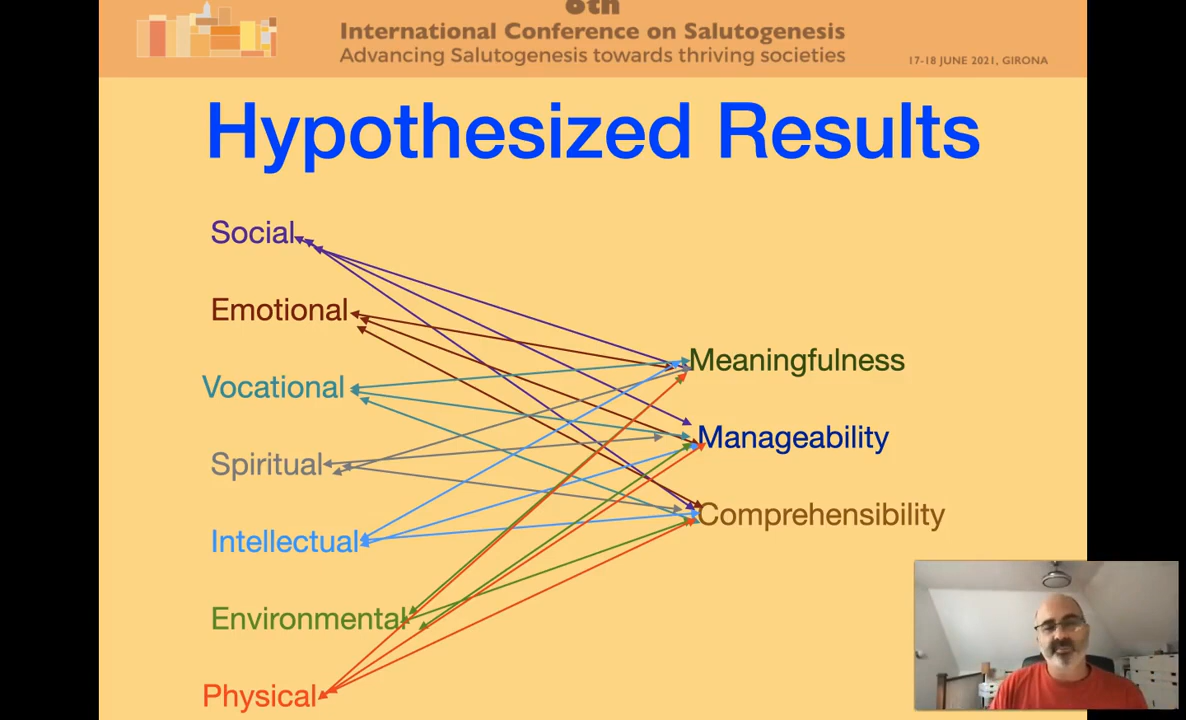 6th
International Conference on Salutogenesis
Advancing Salutogenesis towards thriving societies
17-18 JUNE 2021, GIRONA
Hypothesized Results
Social
Emotional
Vocational
Spiritual
Intellectual
Environmental
Physical
Meaningfulness
Manageability
Comprehensibility